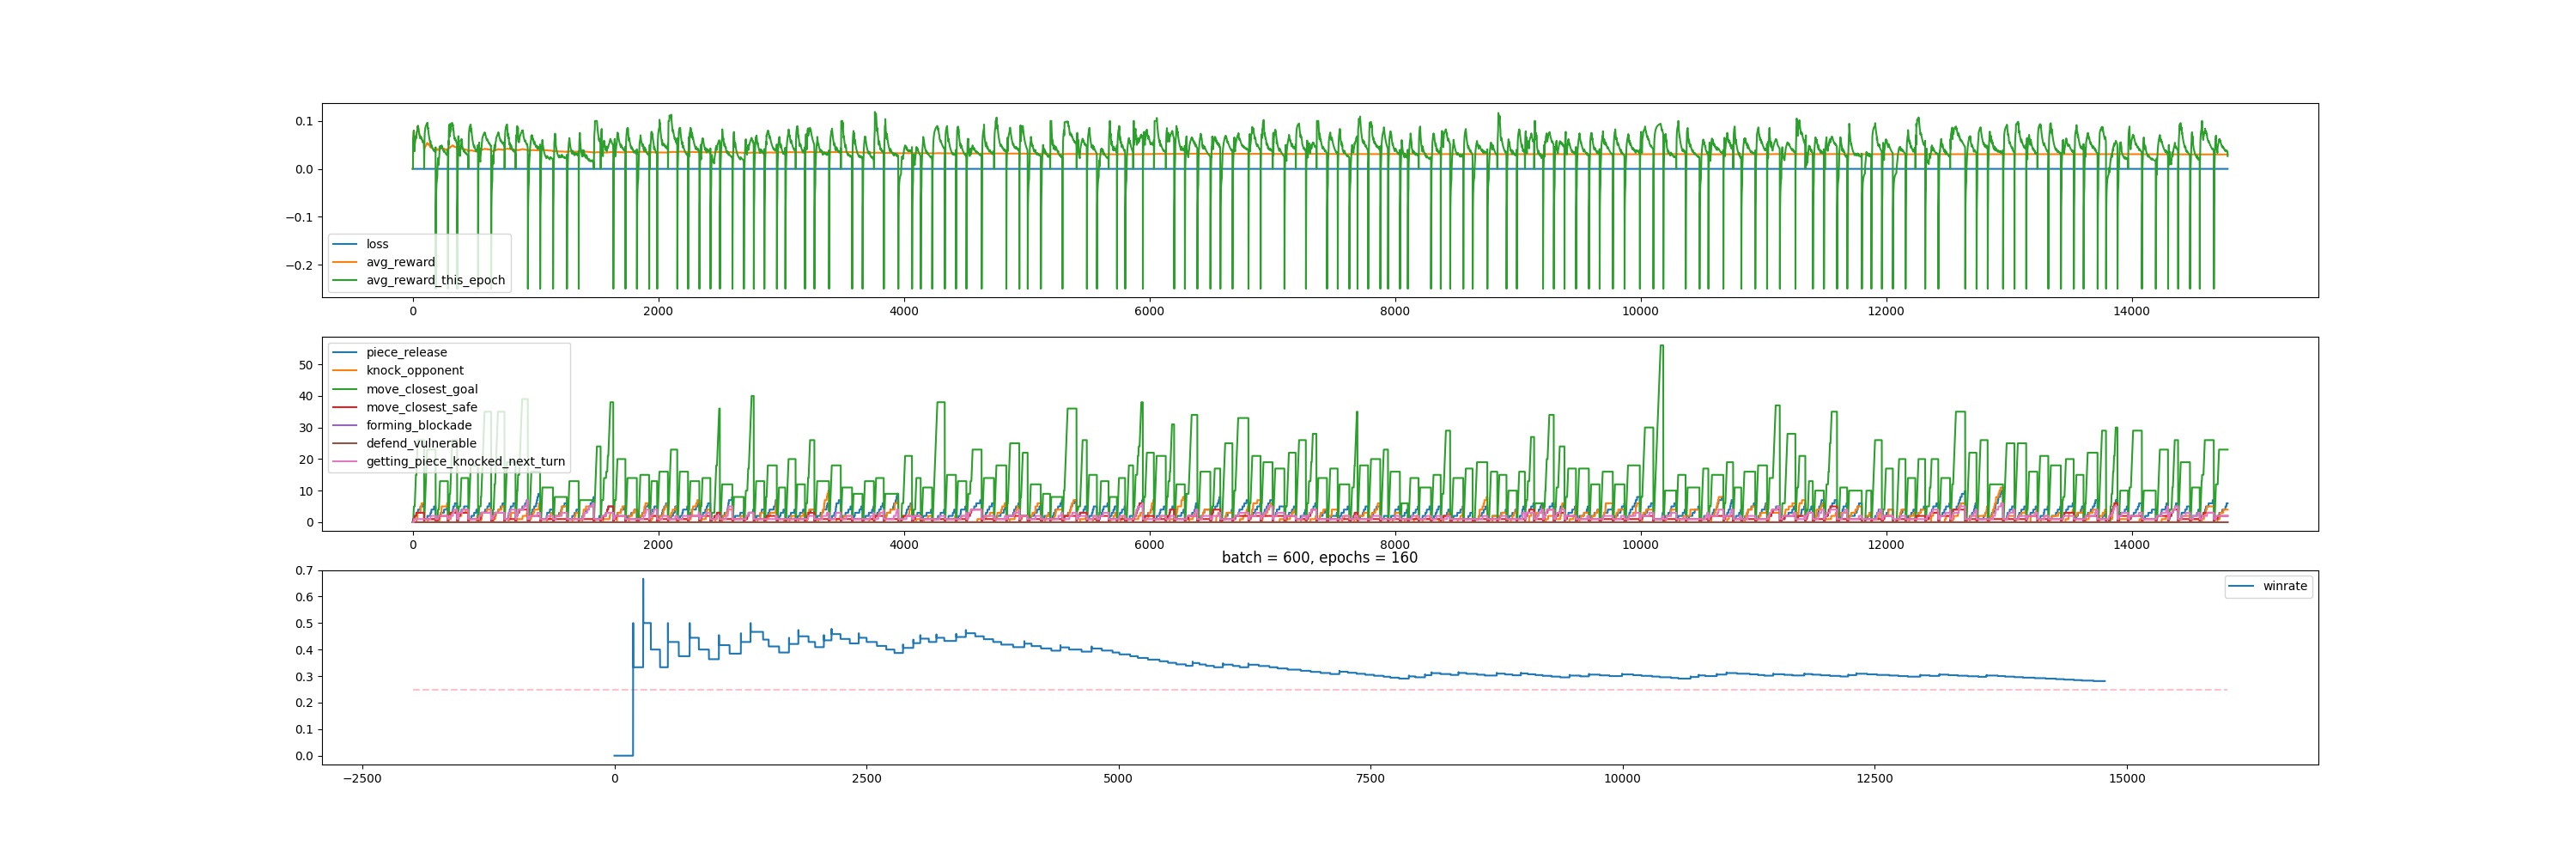 0.1
0.0
−0.1
−0.2
loss
avg_reward
avg_reward_this_epoch
0 2000 4000 6000 8000 10000 12000 14000
50
40
30
20
10
0
piece_release
knock_opponent
move_closest_goal
move_closest_safe
forming_blockade
defend_vulnerable
getting_piece_knocked_next_turn
0 2000 4000 6000 8000 10000 12000 14000
batch = 600, epochs = 160
0.7
0.6
0.5
0.4
0.3
0.2
0.1
0.0
winrate
−2500 0 2500 5000 7500 10000 12500 15000